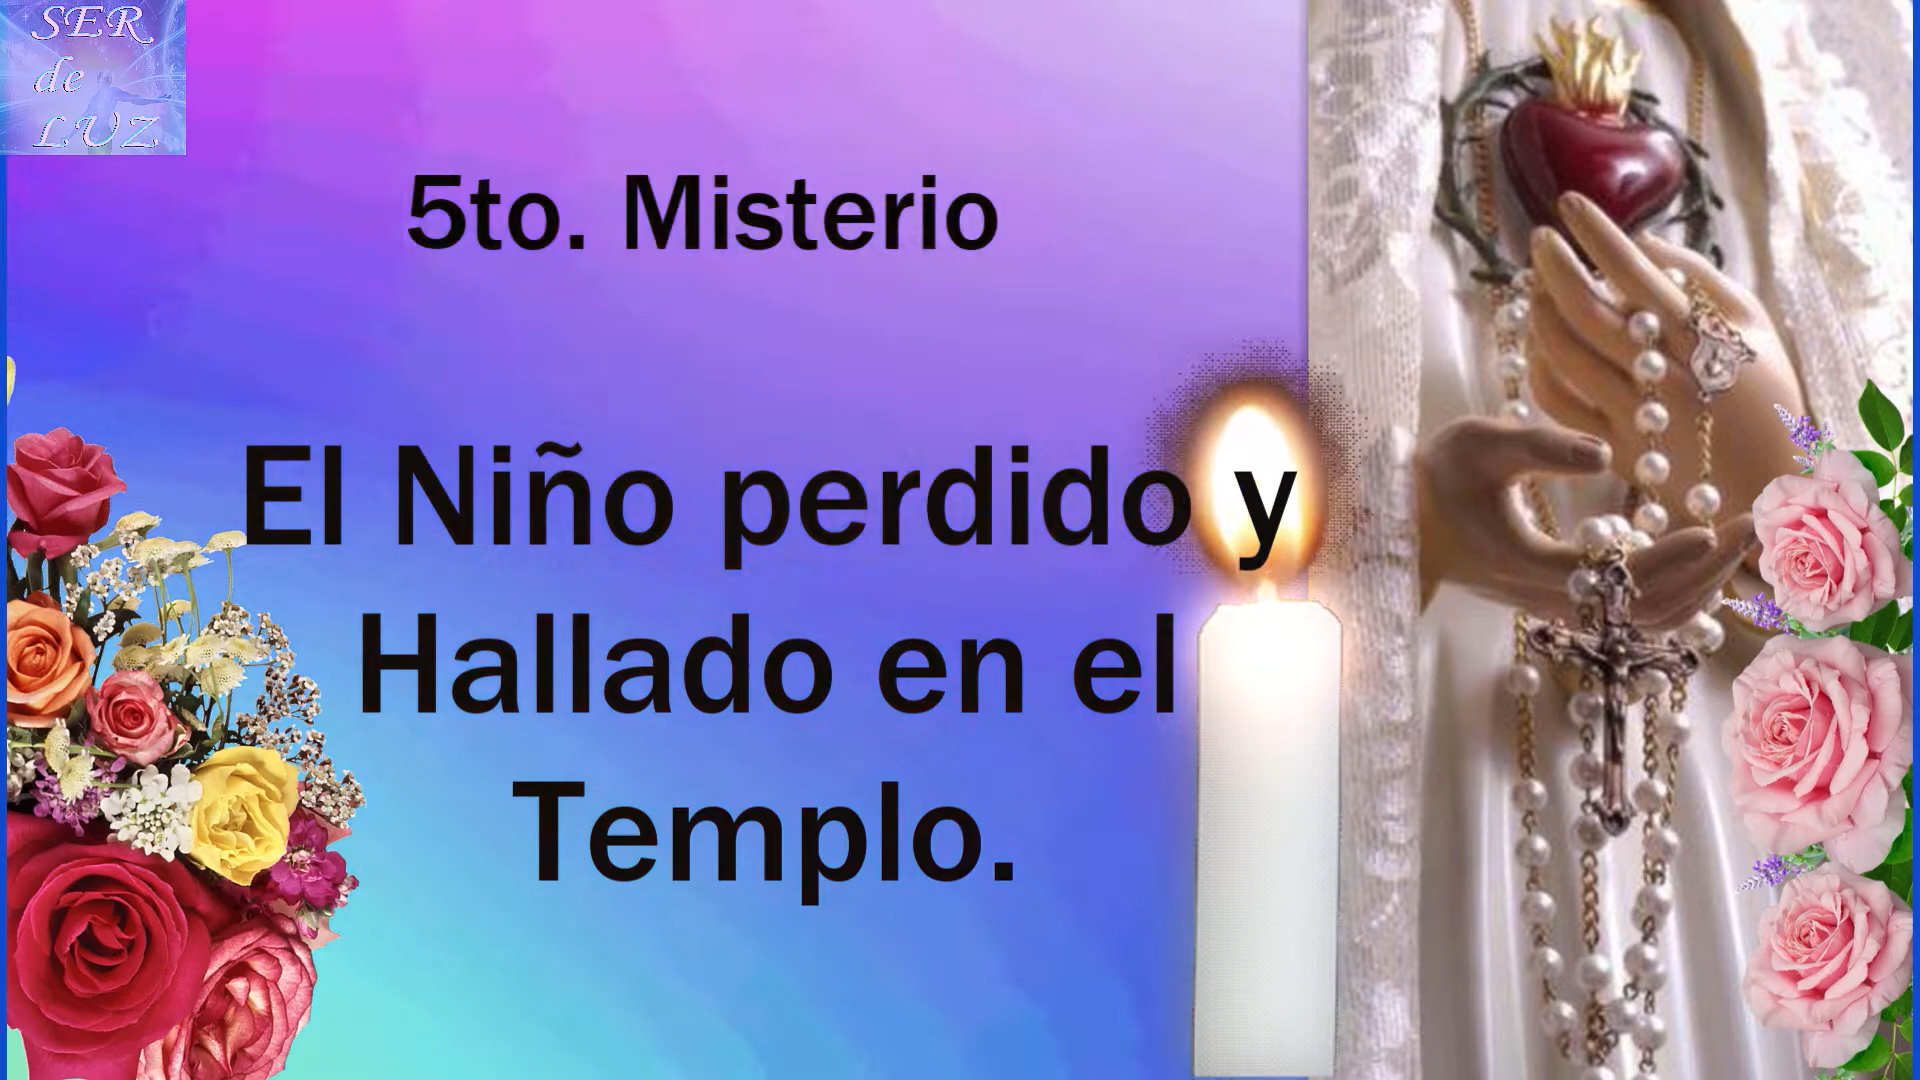 SER
de
LUZ
5to. Misterio
El Niño perdido y
Hallado en el
Templo.